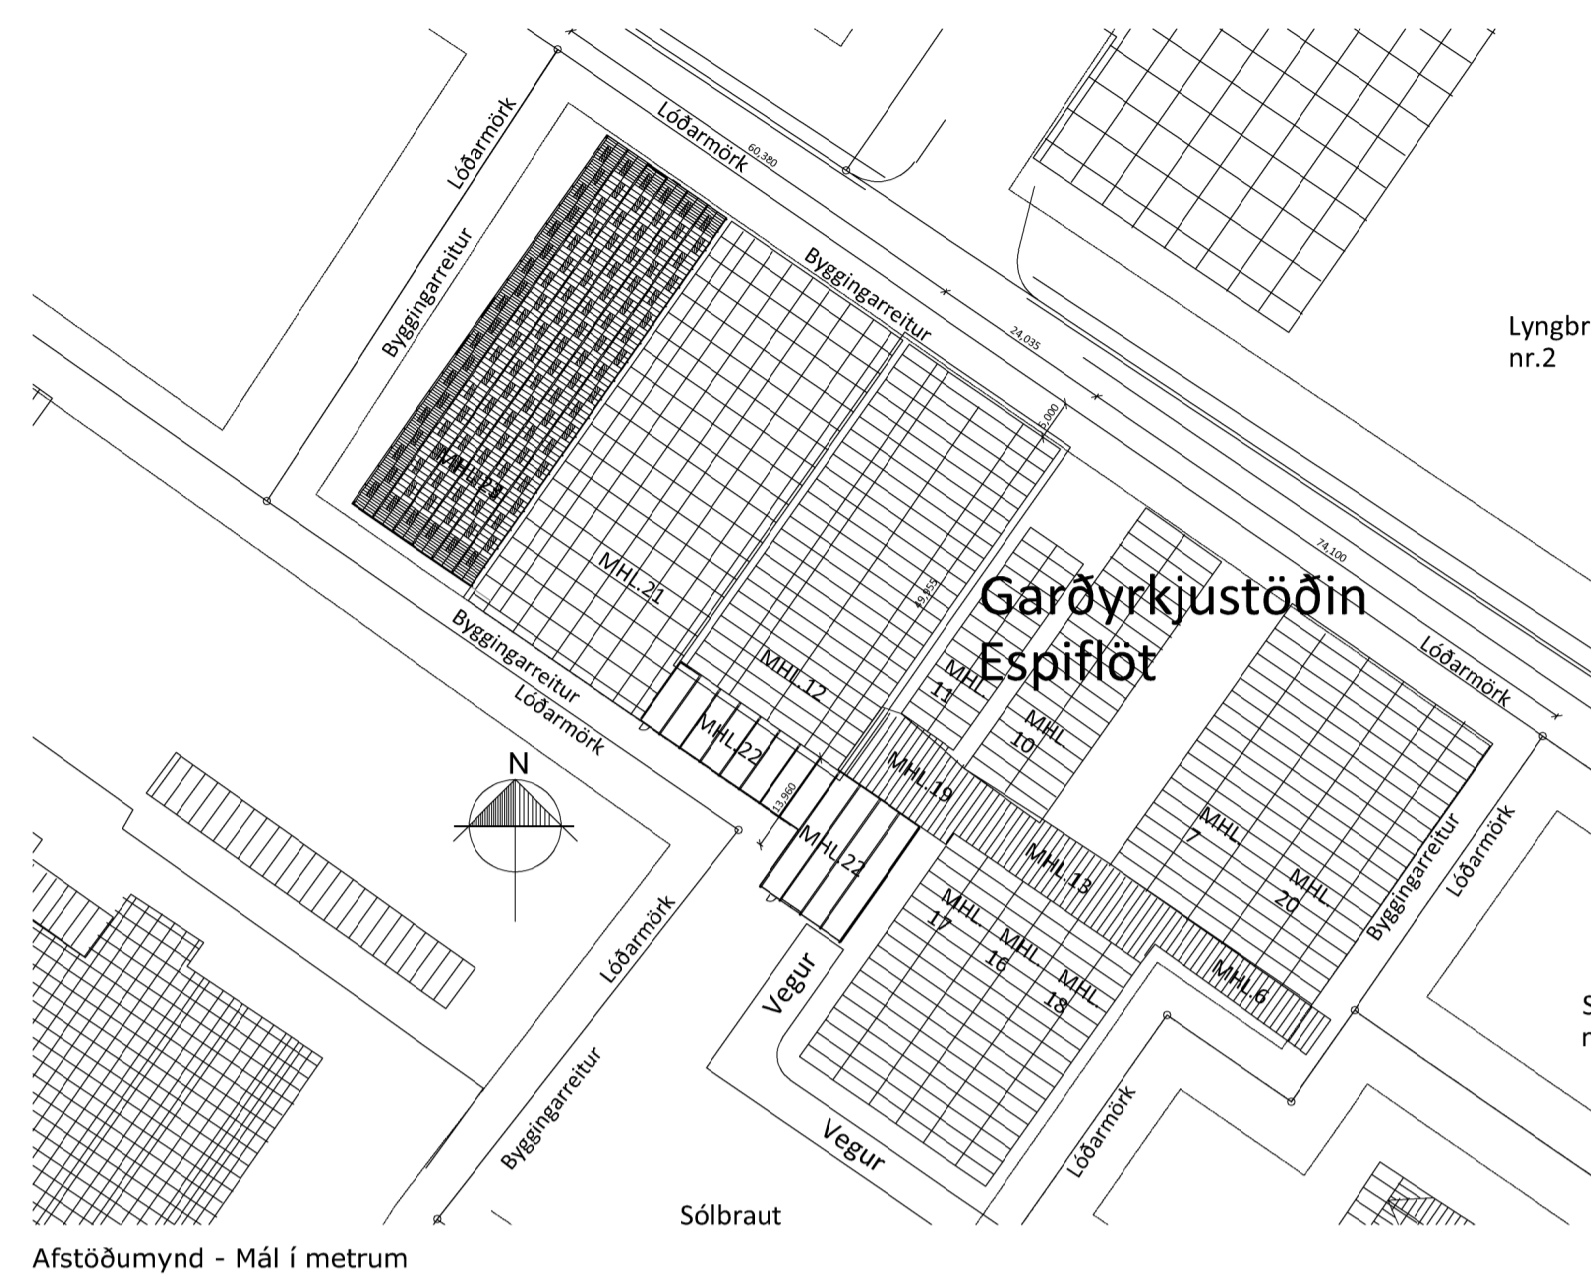 Lóðarmörk
Lóðarmörk
60,380
Byggingarreitur
Byggingarreitur
24,035
Lyngbr
nr.2
5,000
MHL.21
49,955
74,100
Garðyrkjustöðin
Espiflöt
Byggingarreitur
Lóðarmörk
MHL.12
MHL.
11
MHL
10
Lóðarmörk
MHL.22
MHL.19
13,960
N
MHL.22
MHL.13
MHL.
7
MHL.
20
Byggingarreitur
Lóðarmörk
MHL.
17
MHL.
16
MHL.
18
MHL.6
Lóðarmörk
Vegur
Byggingarreitur
Vegur
Lóðarmörk
Sólbraut
Afstöðumynd - Mál í metrum